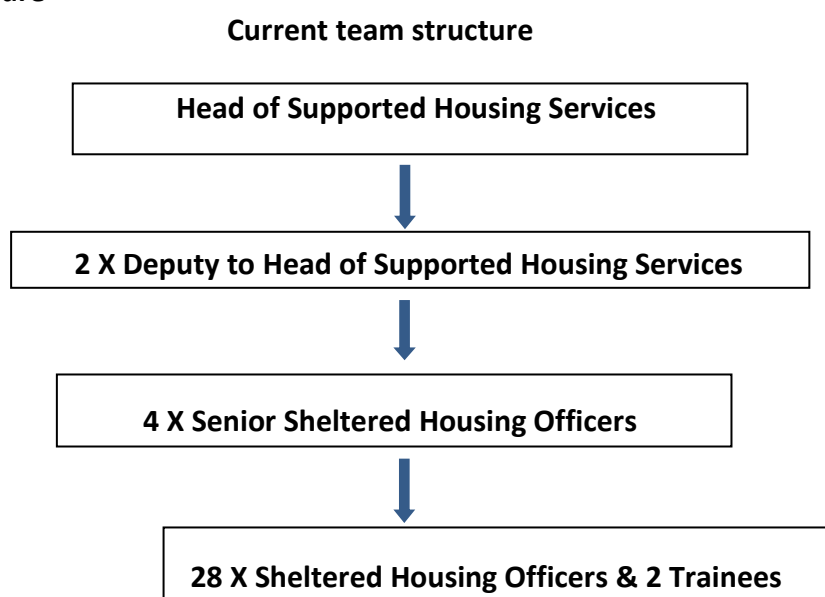 Current team structure
Head of Supported Housing Services
2 X Deputy to Head of Supported Housing Services
4 X Senior Sheltered Housing Officers
28 X Sheltered Housing Officers & 2 Trainees